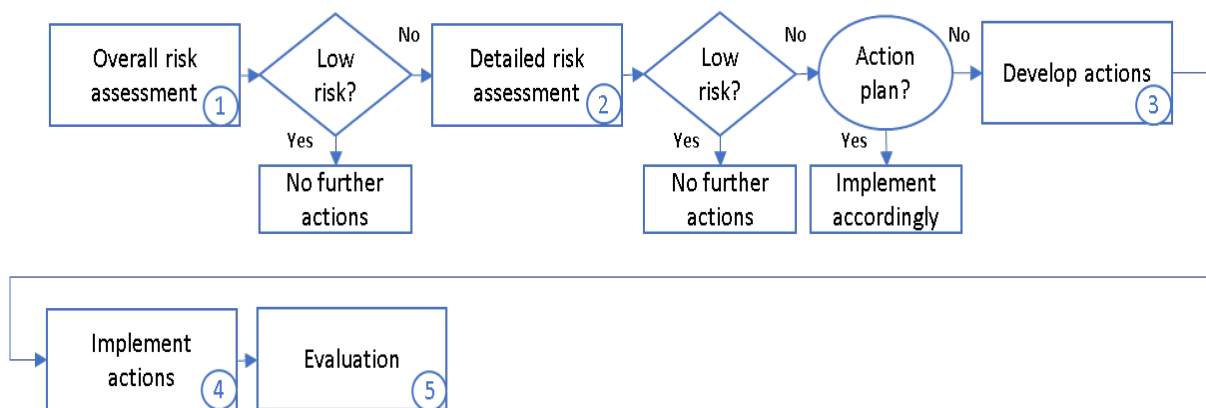 Overall risk
assessment
1
Low
risk?
No
Yes
No further
actions
Detailed risk
assessment
2
Low
risk?
No
Yes
No further
actions
Action
plan?
No
Yes
Implement
accordingly
Develop actions
3
Implement
actions
4
Evaluation
5